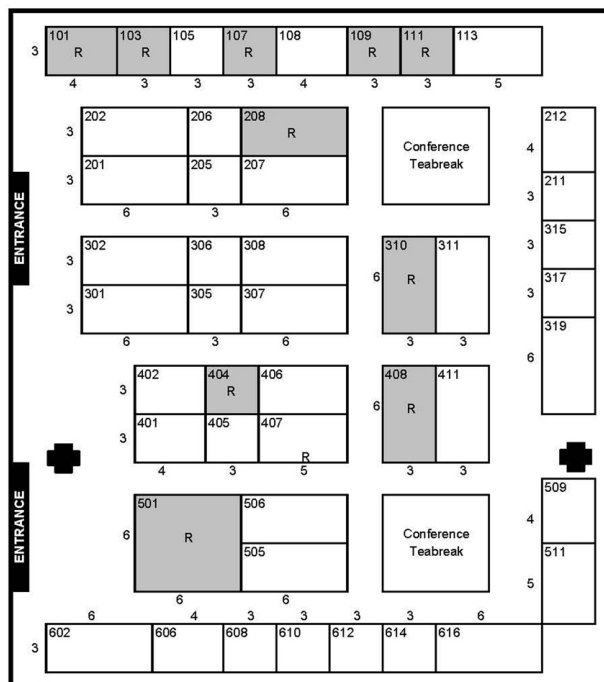 101 103 105 107 108 109 111 113
3 R R R R R
4 3 3 3 4 3 3 5
202 206 208 212
3 R 4
Conference
Teabreak
201 205 207 211
3 3
6 3 6
ENTRANCE
302 306 308 310 311 315
3 6 R 3
301 305 307 317
3 3
6 3 6 3 3
319
6
402 404 406 408 411
3 R 6 R
401 405 407
3 R
4 3 5 3 3
ENTRANCE
501 506 509
6 R 4
Conference
Teabreak
505 511
5
6 6
6 4 3 3 3 3 6
602 606 608 610 612 614 616
3